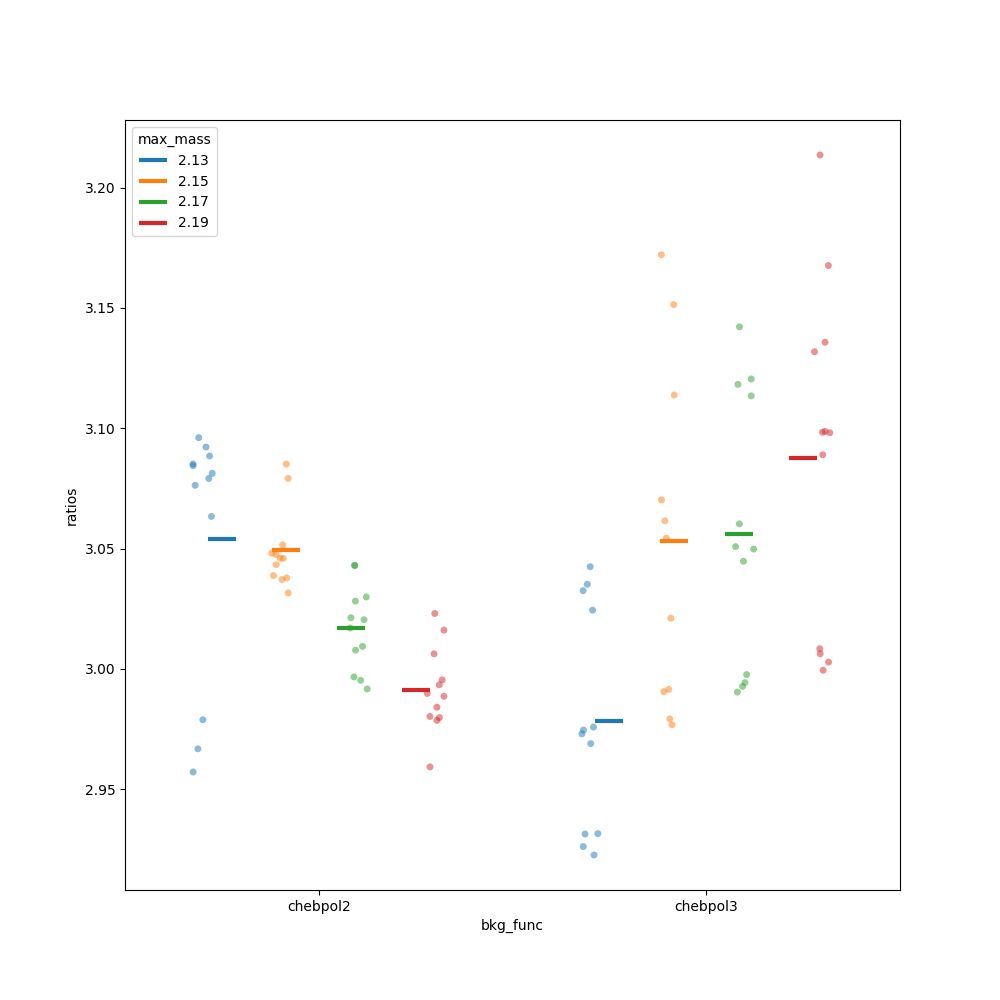 max_mass
2.13
2.15
2.17
2.19
3.20
3.15
3.10
3.05
3.00
2.95
ratios
chebpol2
chebpol3
bkg_func